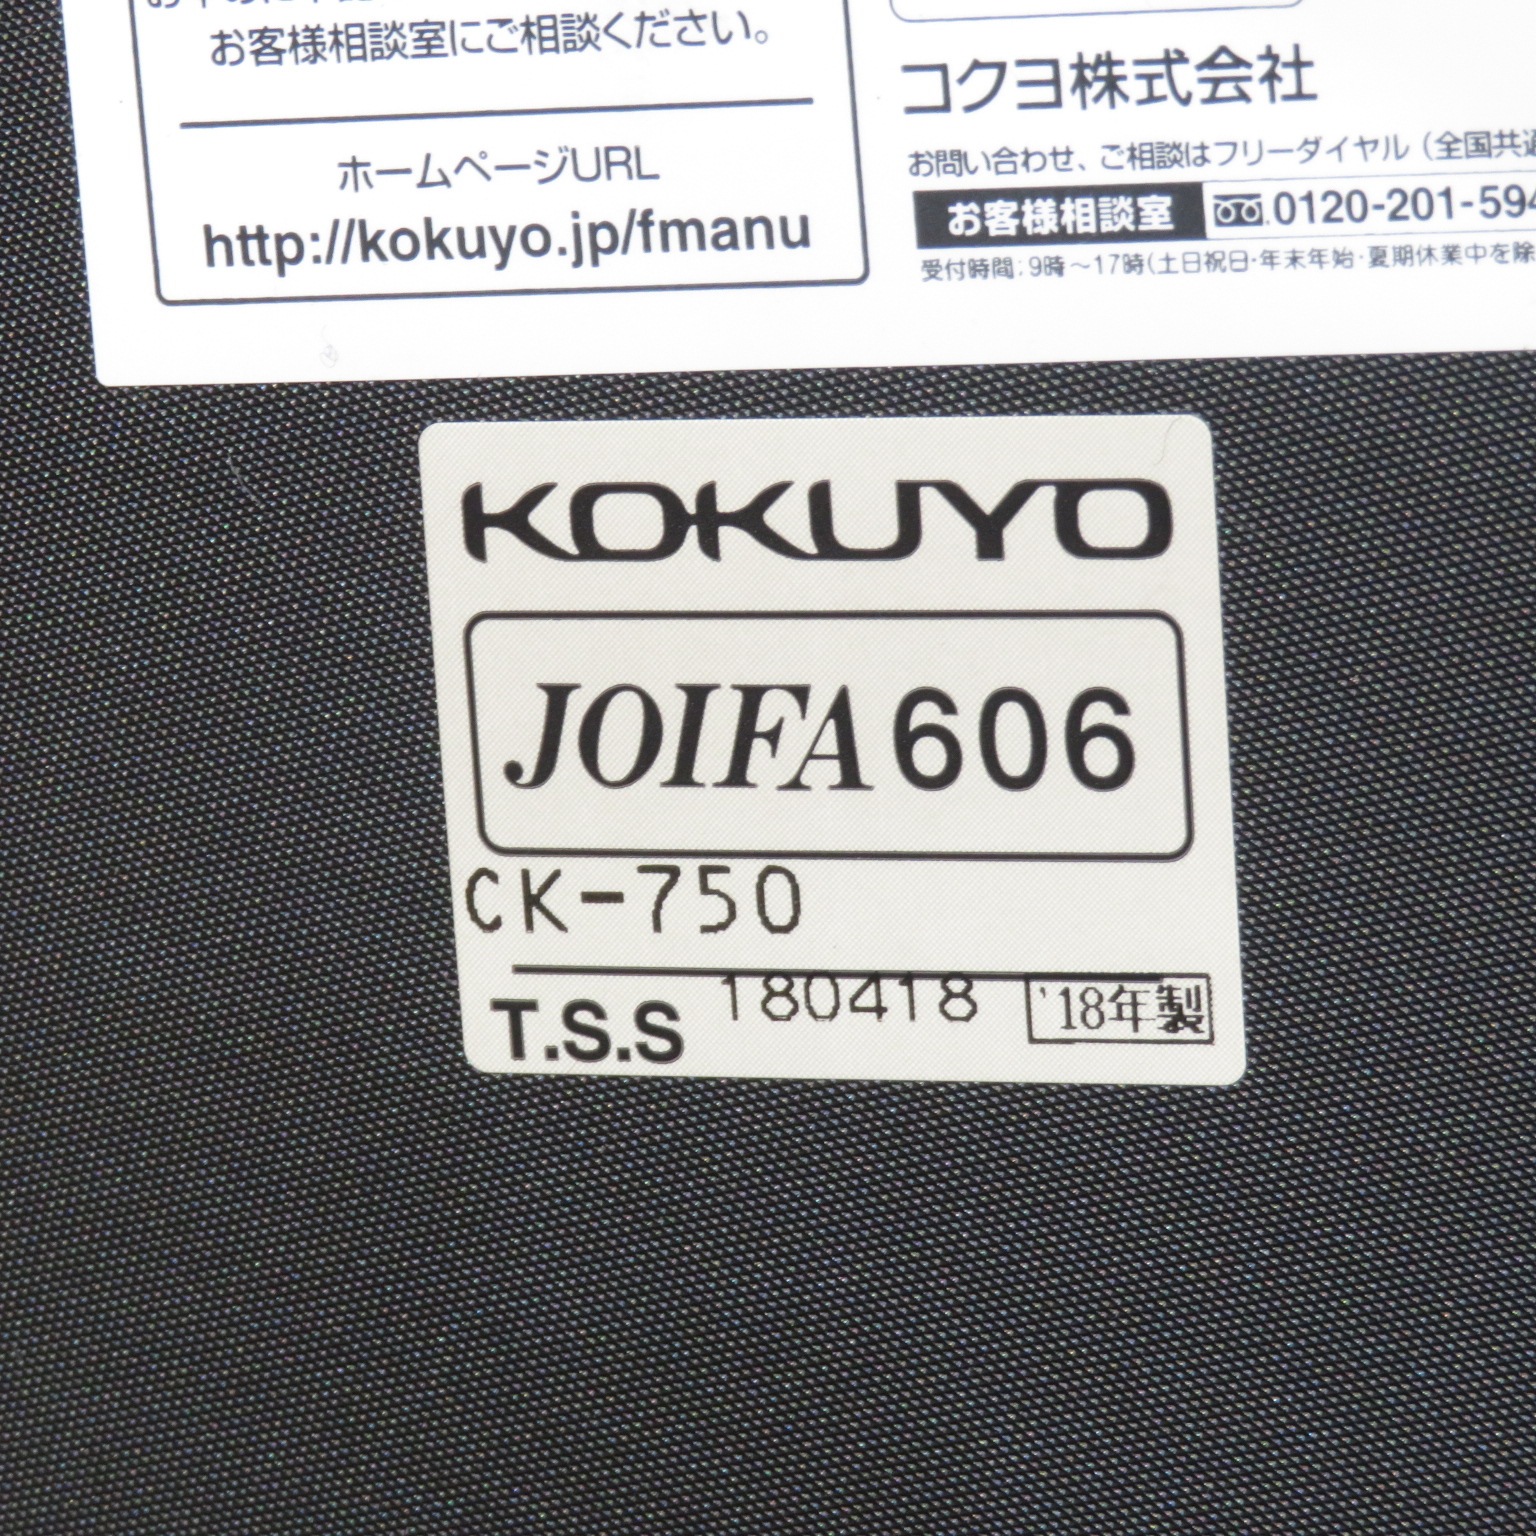 お客様相談室にご相談ください。
ホームページURL
http://kokuyo.jp/fmanu
コクヨ株式会社
お問い合わせ、ご相談はフリーダイヤル(全国共通
お客様相談室 0120-201-594
受付時間:9時~17時(土日祝日・年末年始・夏期休業中を除
KOKUYO
JOIFA 606
CK-750
T.S.S 180418 '18年製